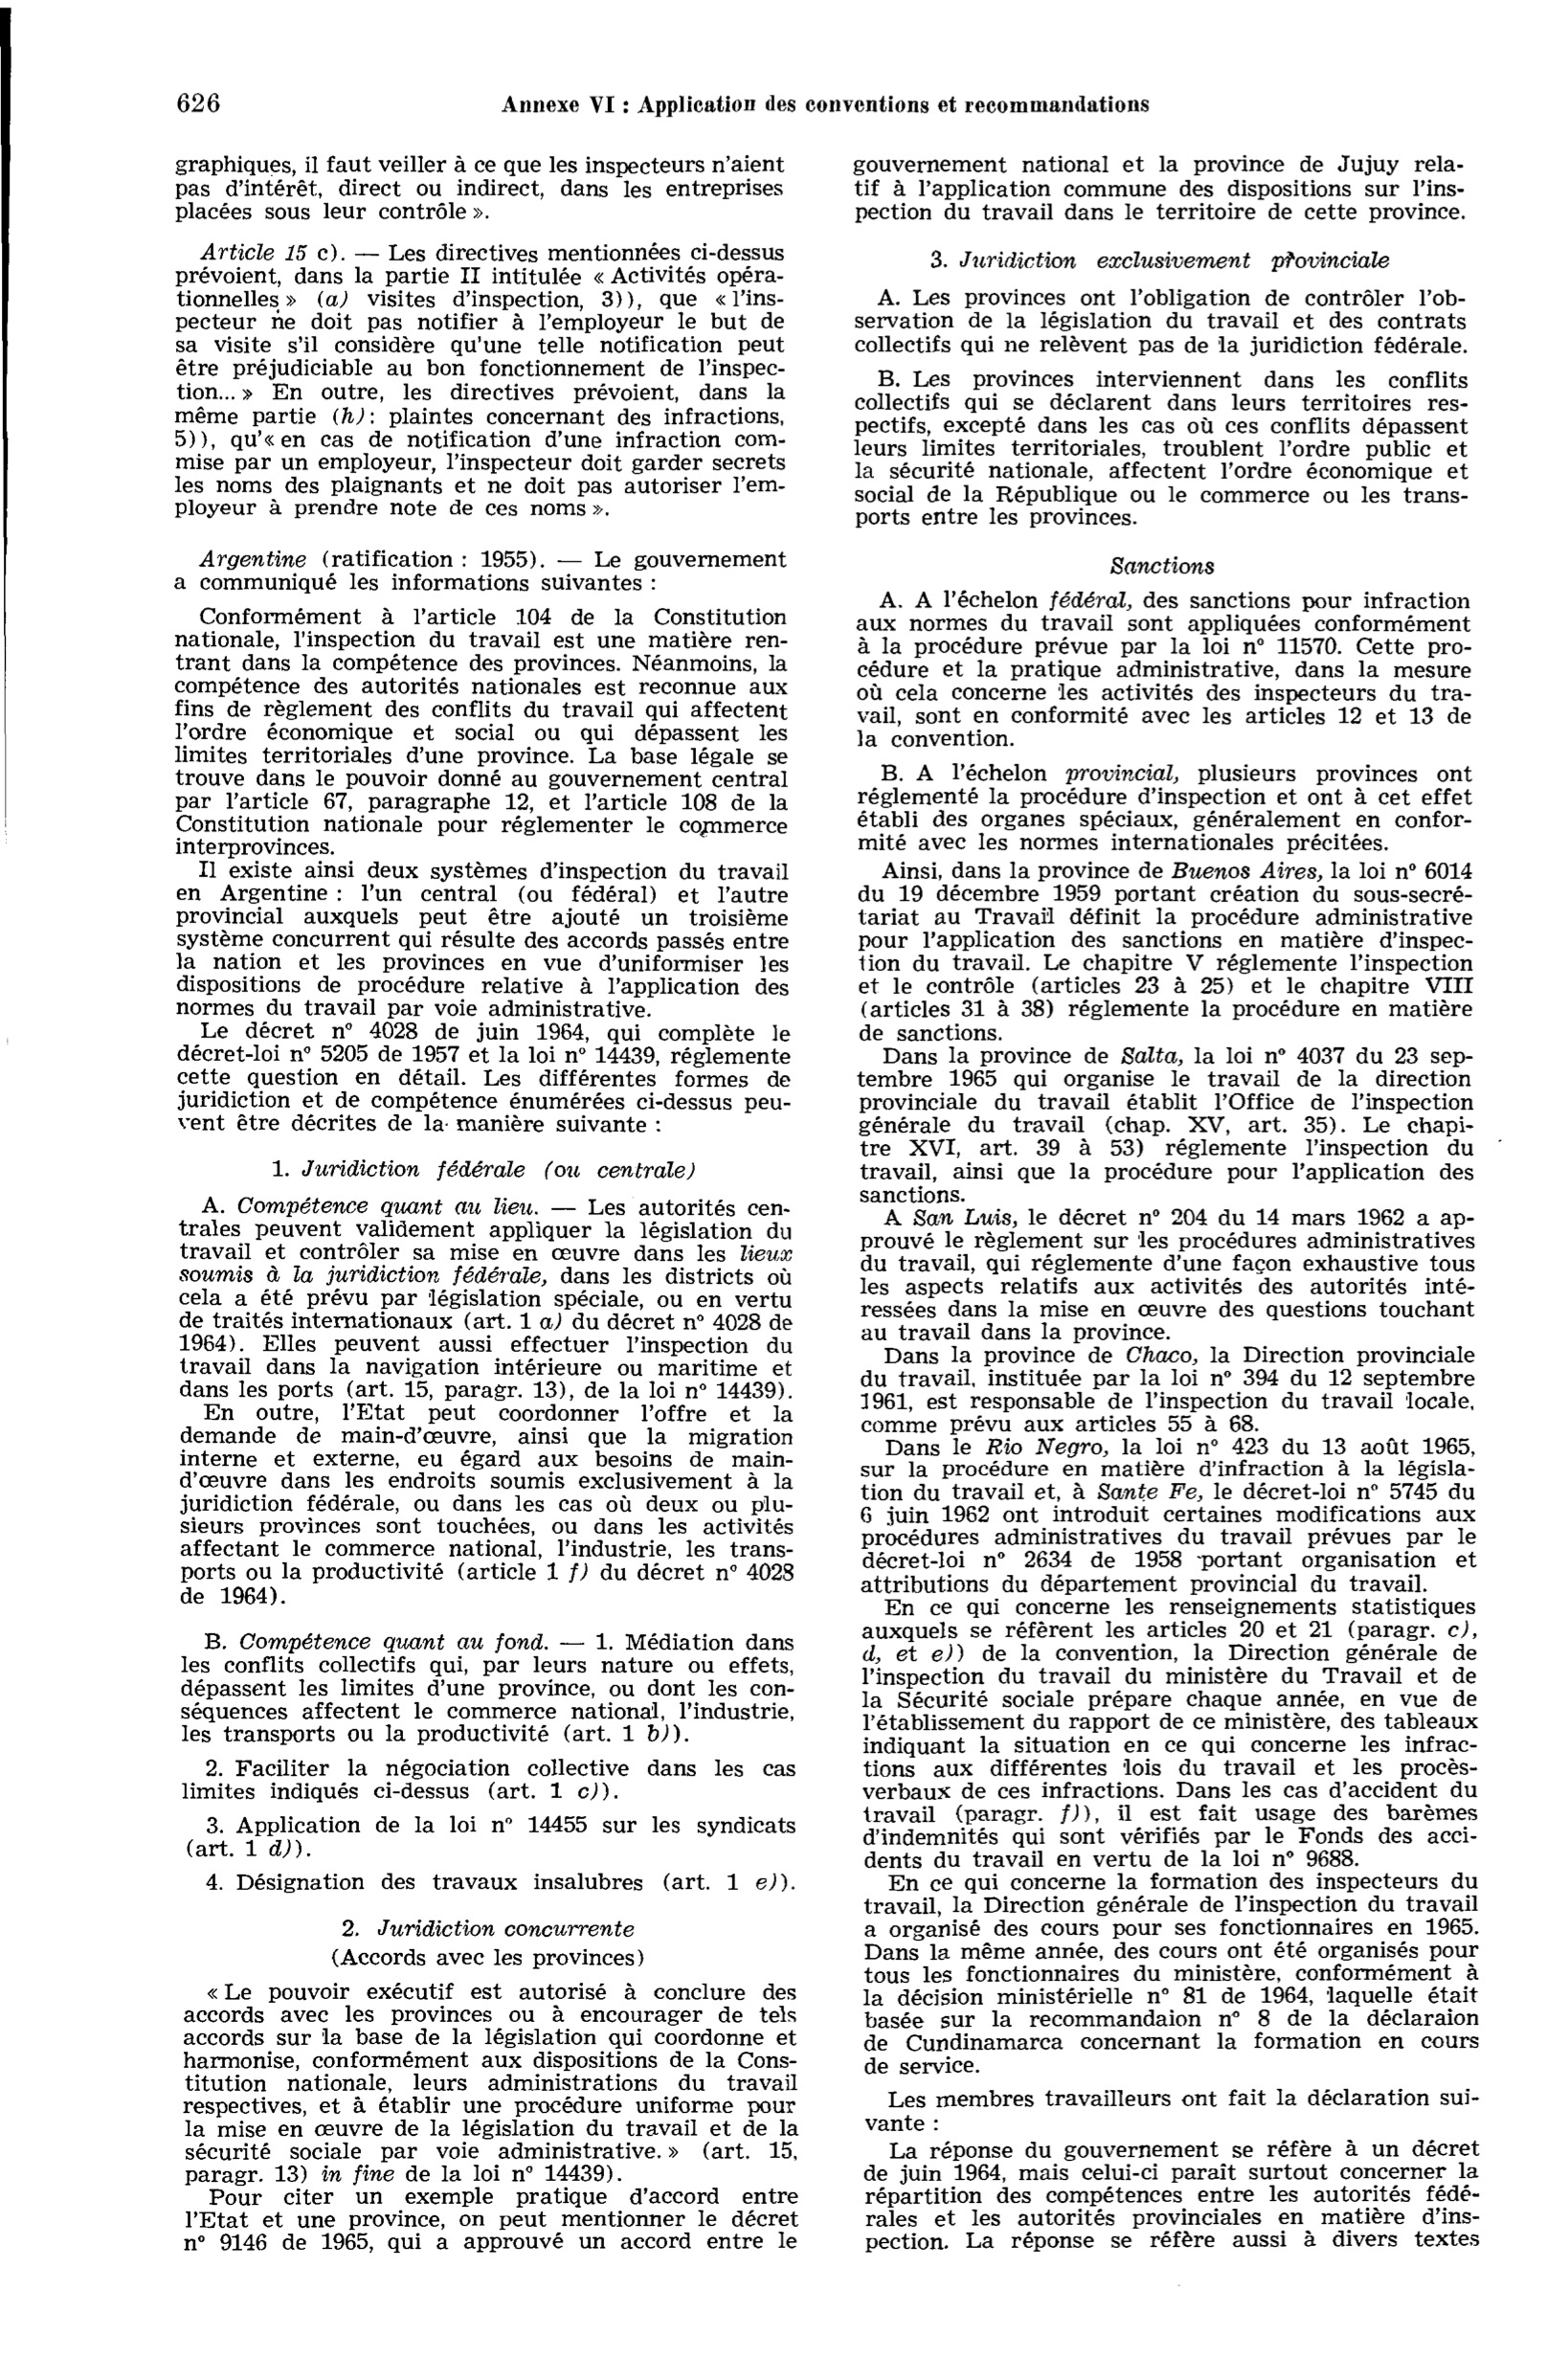 626
Annexe VI : Application des conventions et recommandations
graphiques, il faut veiller à ce que les inspecteurs n'aient
pas d'intérêt, direct ou indirect, dans les entreprises
placées sous leur contrôle ».
Article 15 c). — Les directives mentionnées ci-dessus
prévoient, dans la partie II intitulée « Activités opéra-
tionnelles » (a) visites d'inspection, 3)), que « l'ins-
pecteur ne doit pas notifier à l'employeur le but de
sa visite s'il considère qu'une telle notification peut
être préjudiciable au bon fonctionnement de l'inspec-
tion... » En outre, les directives prévoient, dans la
même partie (h): plaintes concernant des infractions,
5)), qu'« en cas de notification d'une infraction com-
mise par un employeur, l'inspecteur doit garder secrets
les noms des plaignants et ne doit pas autoriser l'em-
ployeur à prendre note de ces noms ».
Argentine (ratification : 1955). — Le gouvernement
a communiqué les informations suivantes :
Conformément à l'article 104 de la Constitution
nationale, l'inspection du travail est une matière ren-
trant dans la compétence des provinces. Néanmoins, la
compétence des autorités nationales est reconnue aux
fins de règlement des conflits du travail qui affectent
l'ordre économique et social ou qui dépassent les
limites territoriales d'une province. La base légale se
trouve dans le pouvoir donné au gouvernement central
par l'article 67, paragraphe 12, et l'article 108 de la
Constitution nationale pour réglementer le commerce
interprovinces.
Il existe ainsi deux systèmes d'inspection du travail
en Argentine : l'un central (ou fédéral) et l'autre
provincial auxquels peut être ajouté un troisième
système concurrent qui résulte des accords passés entre
la nation et les provinces en vue d'uniformiser les
dispositions de procédure relative à l'application des
normes du travail par voie administrative.
Le décret n° 4028 de juin 1964, qui complète le
décret-loi n° 5205 de 1957 et la loi n° 14439, réglemente
cette question en détail. Les différentes formes de
juridiction et de compétence énumérées ci-dessus peu-
vent être décrites de la manière suivante :
1. Juridiction fédérale (ou centrale)
A. Compétence quant au lieu. — Les autorités cen-
trales peuvent validement appliquer la législation du
travail et contrôler sa mise en œuvre dans les lieux
soumis à la juridiction fédérale, dans les districts où
cela a été prévu par législation spéciale, ou en vertu
de traités internationaux (art. 1 a) du décret n° 4028 de
1964). Elles peuvent aussi effectuer l'inspection du
travail dans la navigation intérieure ou maritime et
dans les ports (art. 15, paragr. 13), de la loi n° 14439).
En outre, l'Etat peut coordonner l'offre et la
demande de main-d'œuvre, ainsi que la migration
interne et externe, eu égard aux besoins de main-
d'œuvre dans les endroits soumis exclusivement à la
juridiction fédérale, ou dans les cas où deux ou plu-
sieurs provinces sont touchées, ou dans les activités
affectant le commerce national, l'industrie, les trans-
ports ou la productivité (article 1 f) du décret n° 4028
de 1964).
B. Compétence quant au fond. — 1. Médiation dans
les conflits collectifs qui, par leurs nature ou effets,
dépassent les limites d'une province, ou dont les con-
séquences affectent le commerce national, l'industrie,
les transports ou la productivité (art. 1 b)).
2. Faciliter la négociation collective dans les cas
limites indiqués ci-dessus (art. 1 c)).
3. Application de la loi n° 14455 sur les syndicats
(art. 1 d)).
4. Désignation des travaux insalubres (art. 1 e)).
2. Juridiction concurrente
(Accords avec les provinces)
« Le pouvoir exécutif est autorisé à conclure des
accords avec les provinces ou à encourager de tels
accords sur la base de la législation qui coordonne et
harmonise, conformément aux dispositions de la Cons-
titution nationale, leurs administrations du travail
respectives, et à établir une procédure uniforme pour
la mise en œuvre de la législation du travail et de la
sécurité sociale par voie administrative. » (art. 15,
paragr. 13) in fine de la loi n° 14439).
Pour citer un exemple pratique d'accord entre
l'Etat et une province, on peut mentionner le décret
n° 9146 de 1965, qui a approuvé un accord entre le
gouvernement national et la province de Jujuy rela-
tif à l'application commune des dispositions sur l'ins-
pection du travail dans le territoire de cette province.
3. Juridiction exclusivement provinciale
A. Les provinces ont l'obligation de contrôler l'ob-
servation de la législation du travail et des contrats
collectifs qui ne relèvent pas de la juridiction fédérale.
B. Les provinces interviennent dans les conflits
collectifs qui se déclarent dans leurs territoires res-
pectifs, excepté dans les cas où ces conflits dépassent
leurs limites territoriales, troublent l'ordre public et
la sécurité nationale, affectent l'ordre économique et
social de la République ou le commerce ou les trans-
ports entre les provinces.
Sanctions
A. A l'échelon fédéral, des sanctions pour infraction
aux normes du travail sont appliquées conformément
à la procédure prévue par la loi n° 11570. Cette pro-
cédure et la pratique administrative, dans la mesure
où cela concerne les activités des inspecteurs du tra-
vail, sont en conformité avec les articles 12 et 13 de
la convention.
B. A l'échelon provincial, plusieurs provinces ont
réglementé la procédure d'inspection et ont à cet effet
établi des organes spéciaux, généralement en confor-
mité avec les normes internationales précitées.
Ainsi, dans la province de Buenos Aires, la loi n° 6014
du 19 décembre 1959 portant création du sous-secré-
tariat au Travail définit la procédure administrative
pour l'application des sanctions en matière d'inspec-
tion du travail. Le chapitre V réglemente l'inspection
et le contrôle (articles 23 à 25) et le chapitre VIII
(articles 31 à 38) réglemente la procédure en matière
de sanctions.
Dans la province de Salta, la loi n° 4037 du 23 sep-
tembre 1965 qui organise le travail de la direction
provinciale du travail établit l'Office de l'inspection
générale du travail (chap. XV, art. 35). Le chapi-
tre XVI, art. 39 à 53) réglemente l'inspection du
travail, ainsi que la procédure pour l'application des
sanctions.
A San Luis, le décret n° 204 du 14 mars 1962 a ap-
prouvé le règlement sur les procédures administratives
du travail, qui réglemente d'une façon exhaustive tous
les aspects relatifs aux activités des autorités inté-
ressées dans la mise en œuvre des questions touchant
au travail dans la province.
Dans la province de Chaco, la Direction provinciale
du travail, instituée par la loi n° 394 du 12 septembre
1961, est responsable de l'inspection du travail locale,
comme prévu aux articles 55 à 68.
Dans le Rio Negro, la loi n° 423 du 13 août 1965,
sur la procédure en matière d'infraction à la législa-
tion du travail et, à Sante Fe, le décret-loi n° 5745 du
6 juin 1962 ont introduit certaines modifications aux
procédures administratives du travail prévues par le
décret-loi n° 2634 de 1958 portant organisation et
attributions du département provincial du travail.
En ce qui concerne les renseignements statistiques
auxquels se réfèrent les articles 20 et 21 (paragr. c),
d, et e)) de la convention, la Direction générale de
l'inspection du travail du ministère du Travail et de
la Sécurité sociale prépare chaque année, en vue de
l'établissement du rapport de ce ministère, des tableaux
indiquant la situation en ce qui concerne les infrac-
tions aux différentes lois du travail et les procès-
verbaux de ces infractions. Dans les cas d'accident du
travail (paragr. f)), il est fait usage des barèmes
d'indemnités qui sont vérifiés par le Fonds des acci-
dents du travail en vertu de la loi n° 9688.
En ce qui concerne la formation des inspecteurs du
travail, la Direction générale de l'inspection du travail
a organisé des cours pour ses fonctionnaires en 1965.
Dans la même année, des cours ont été organisés pour
tous les fonctionnaires du ministère, conformément à
la décision ministérielle n° 81 de 1964, laquelle était
basée sur la recommandaion n° 8 de la déclaraion
de Cundinamarca concernant la formation en cours
de service.
Les membres travailleurs ont fait la déclaration sui-
vante :
La réponse du gouvernement se réfère à un décret
de juin 1964, mais celui-ci paraît surtout concerner la
répartition des compétences entre les autorités fédé-
rales et les autorités provinciales en matière d'ins-
pection. La réponse se réfère aussi à divers textes